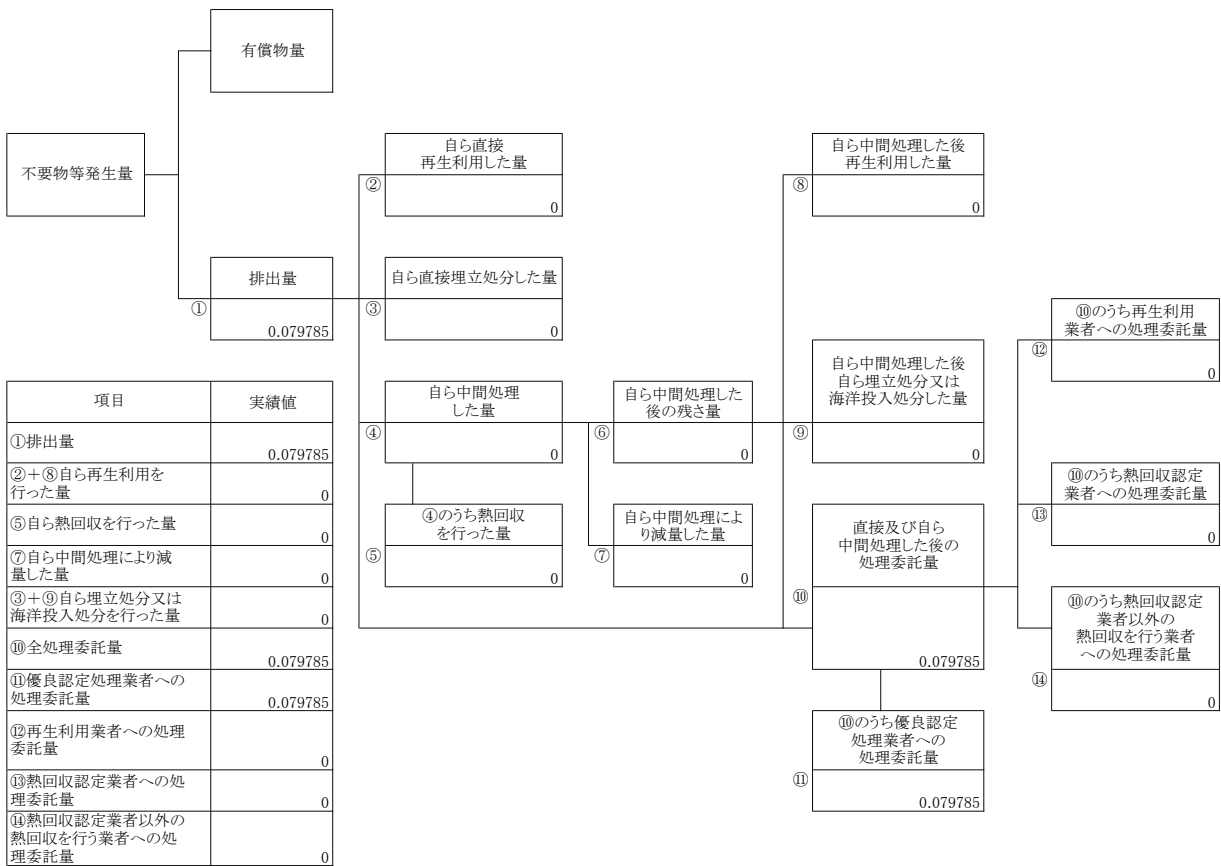 有償物量
不要物等発生量
自ら直接
再生利用した量
②
0
自ら中間処理した後
再生利用した量
⑧
0
排出量
①
0.079785
自ら直接埋立処分した量
③
0
⑩のうち再生利用
業者への処理委託量
⑫
0
自ら中間処理
した量
④
0
自ら中間処理した
後の残さ量
⑥
0
自ら中間処理した後
自ら埋立処分又は
海洋投入処分した量
⑨
0
⑩のうち熱回収認定
業者への処理委託量
⑬
0
④のうち熱回収
を行った量
⑤
0
自ら中間処理によ
り減量した量
⑦
0
直接及び自ら
中間処理した後の
処理委託量
⑩
0.079785
⑩のうち熱回収認定
業者以外の
熱回収を行う業者
への処理委託量
⑭
0
⑩のうち優良認定
処理業者への
処理委託量
⑪
0.079785
項目 実績値
①排出量
0.079785
②+⑧自ら再生利用を
行った量
0
⑤自ら熱回収を行った量
0
⑦自ら中間処理により減
量した量
0
③+⑨自ら埋立処分又は
海洋投入処分を行った量
0
⑩全処理委託量
0.079785
⑪優良認定処理業者への
処理委託量
0.079785
⑫再生利用業者への処理
委託量
0
⑬熱回収認定業者への処
理委託量
0
⑭熱回収認定業者以外の
熱回収を行う業者への処
理委託量
0